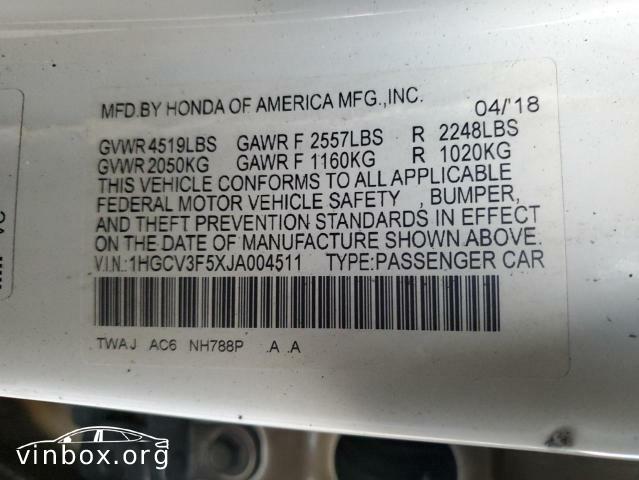 MFD.BY HONDA OF AMERICA MFG.,INC. 04/'18
GVWR 4519LBS GAWR F 2557LBS R 2248LBS
GVWR 2050KG GAWR F 1160KG R 1020KG
THIS VEHICLE CONFORMS TO ALL APPLICABLE
FEDERAL MOTOR VEHICLE SAFETY , BUMPER,
AND THEFT PREVENTION STANDARDS IN EFFECT
ON THE DATE OF MANUFACTURE SHOWN ABOVE.
V.I.N.:1HGCV3F5XJA004511 TYPE:PASSENGER CAR
TWAJ AC6 NH788P .A .A
vinbox.org